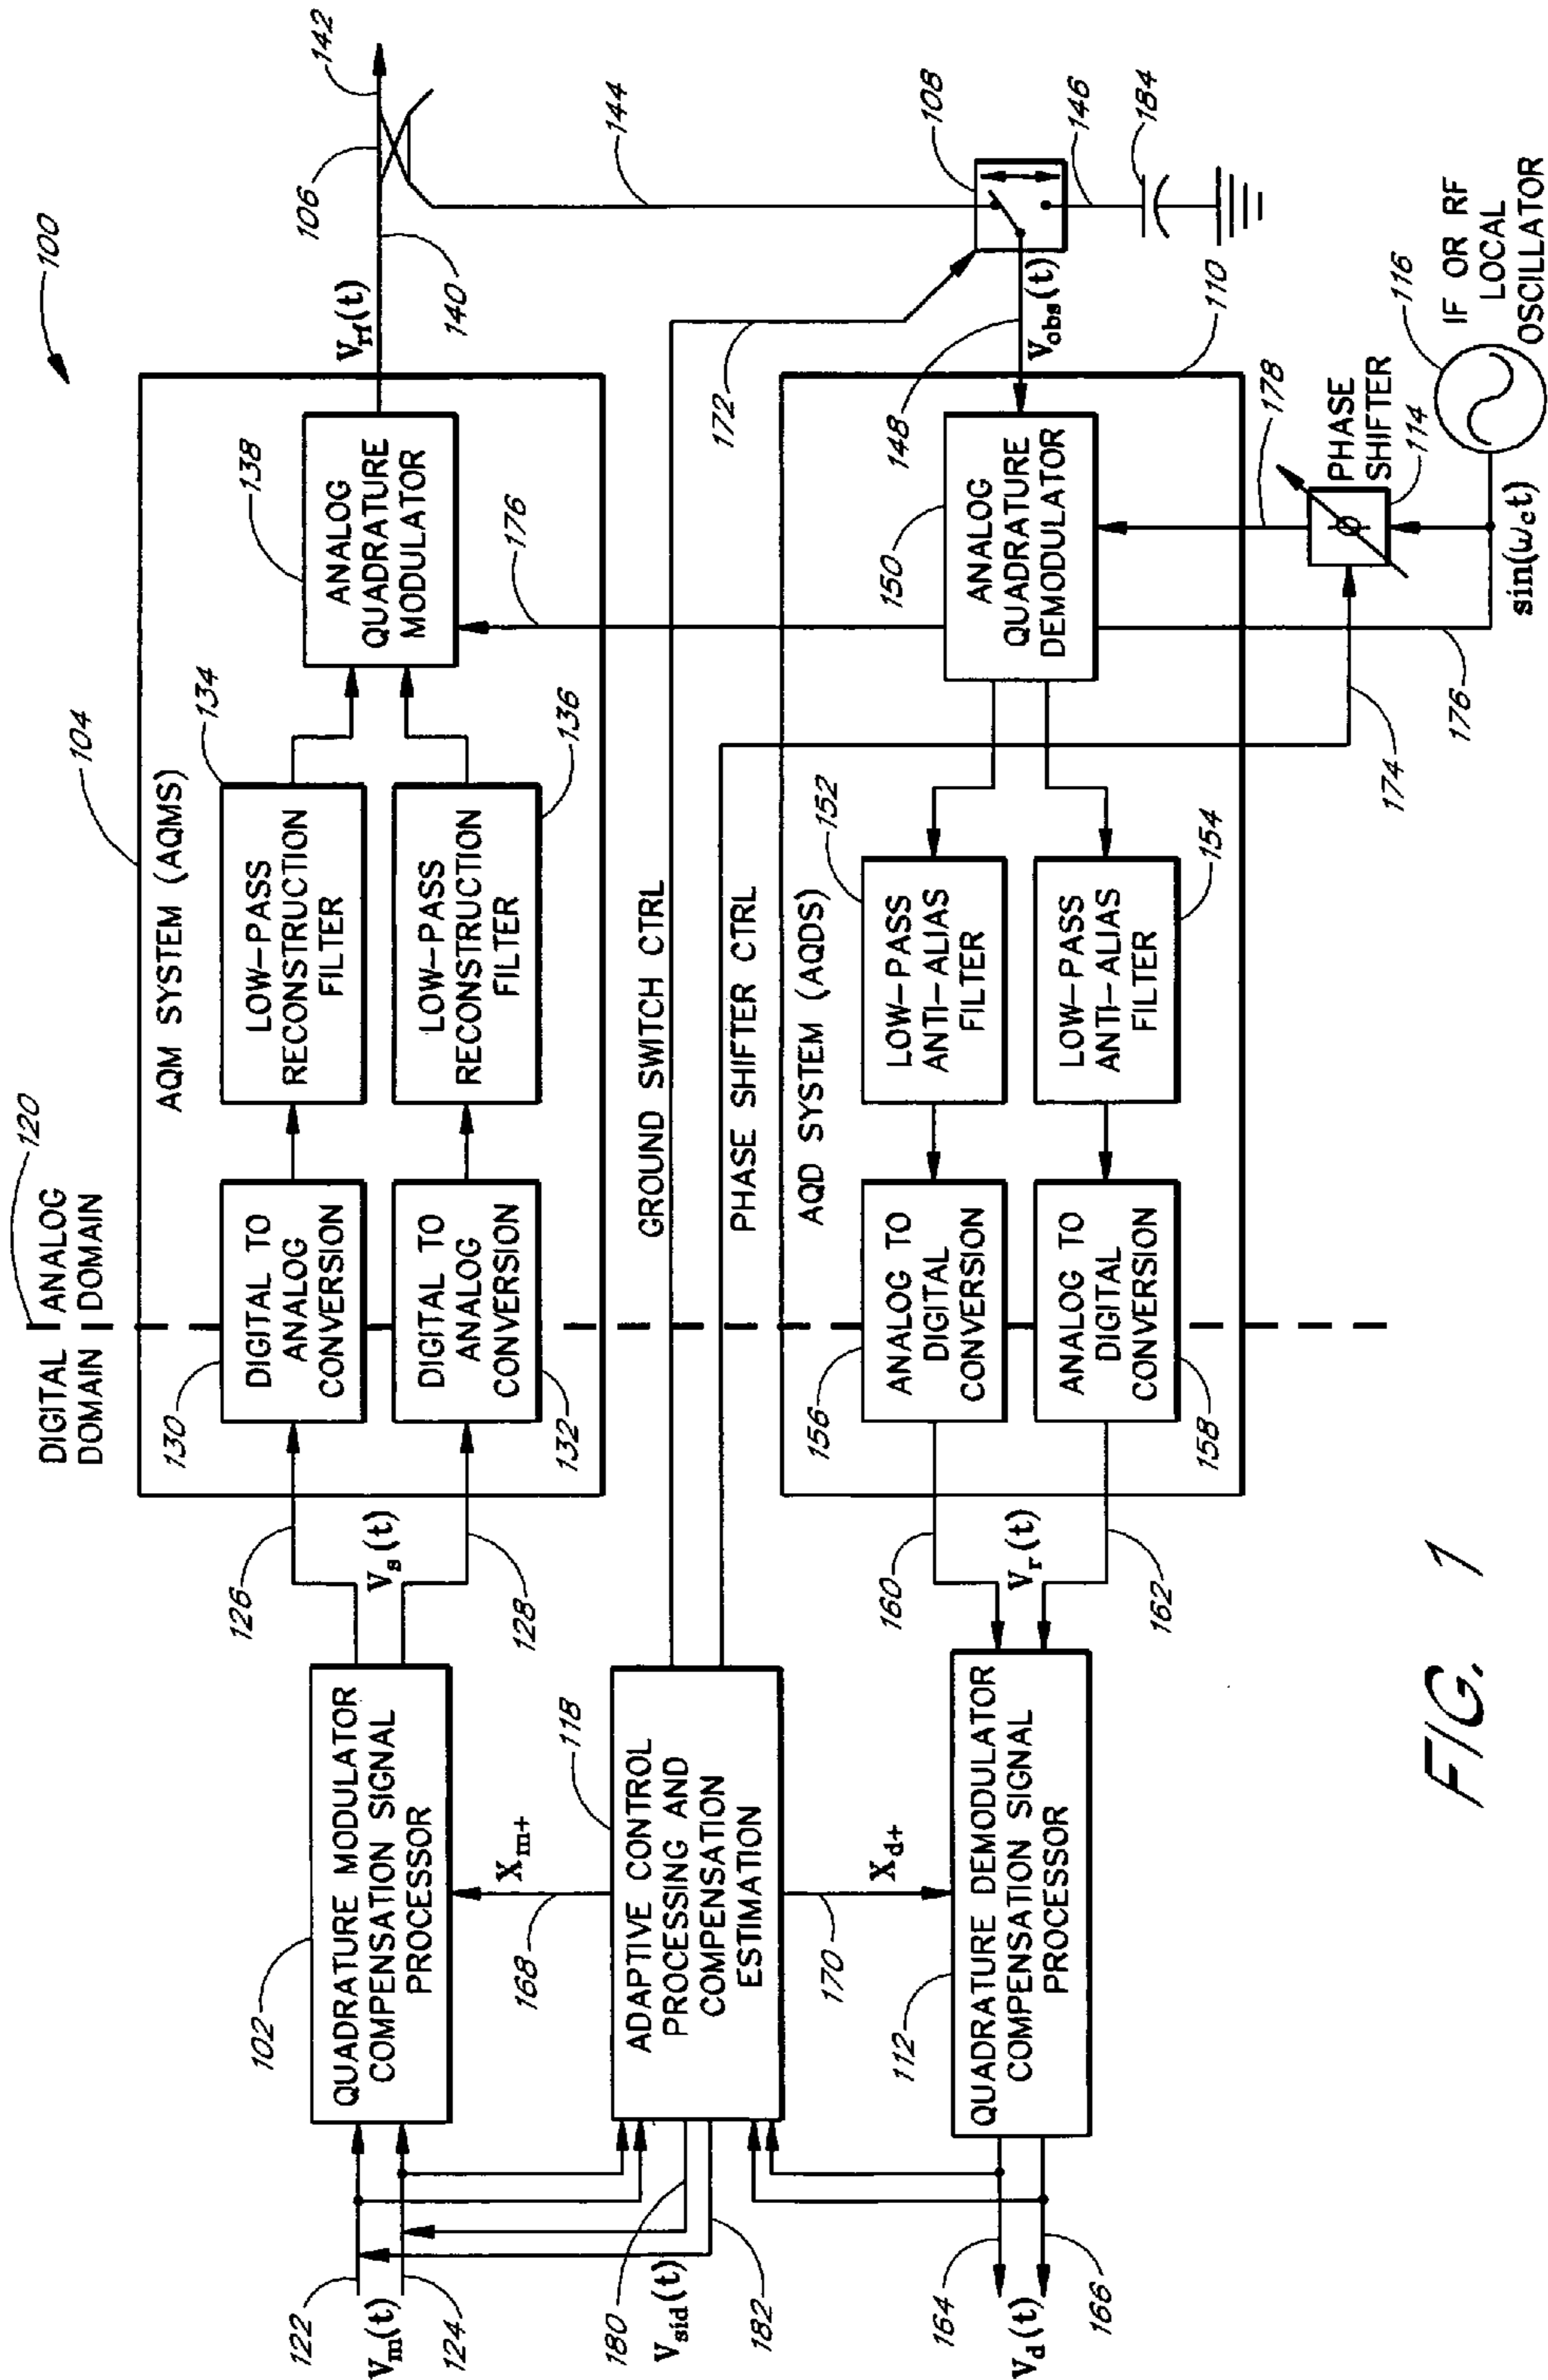 100
DIGITAL ANALOG
DOMAIN DOMAIN
120
104
AQM SYSTEM (AQMS)
102
QUADRATURE MODULATOR
COMPENSATION SIGNAL
PROCESSOR
122
Vm(t)
124
126
Vs(t)
128
130
DIGITAL TO
ANALOG
CONVERSION
132
DIGITAL TO
ANALOG
CONVERSION
134
LOW-PASS
RECONSTRUCTION
FILTER
136
LOW-PASS
RECONSTRUCTION
FILTER
138
ANALOG
QUADRATURE
MODULATOR
Vrf(t)
140
106
142
144
176
168
Xm+
118
ADAPTIVE CONTROL
PROCESSING AND
COMPENSATION
ESTIMATION
180
Vsid(t)
182
170
Xd+
GROUND SWITCH CTRL
172
PHASE SHIFTER CTRL
108
146
184
148
Vobs(t)
110
AQD SYSTEM (AQDS)
150
ANALOG
QUADRATURE
DEMODULATOR
152
LOW-PASS
ANTI-ALIAS
FILTER
154
LOW-PASS
ANTI-ALIAS
FILTER
156
ANALOG TO
DIGITAL
CONVERSION
158
ANALOG TO
DIGITAL
CONVERSION
160
Vr(t)
162
112
QUADRATURE DEMODULATOR
COMPENSATION SIGNAL
PROCESSOR
164
Vd(t)
166
174
176
178
PHASE
SHIFTER
114
Ø
116
IF OR RF
LOCAL
OSCILLATOR
sin(ωct)
FIG. 1